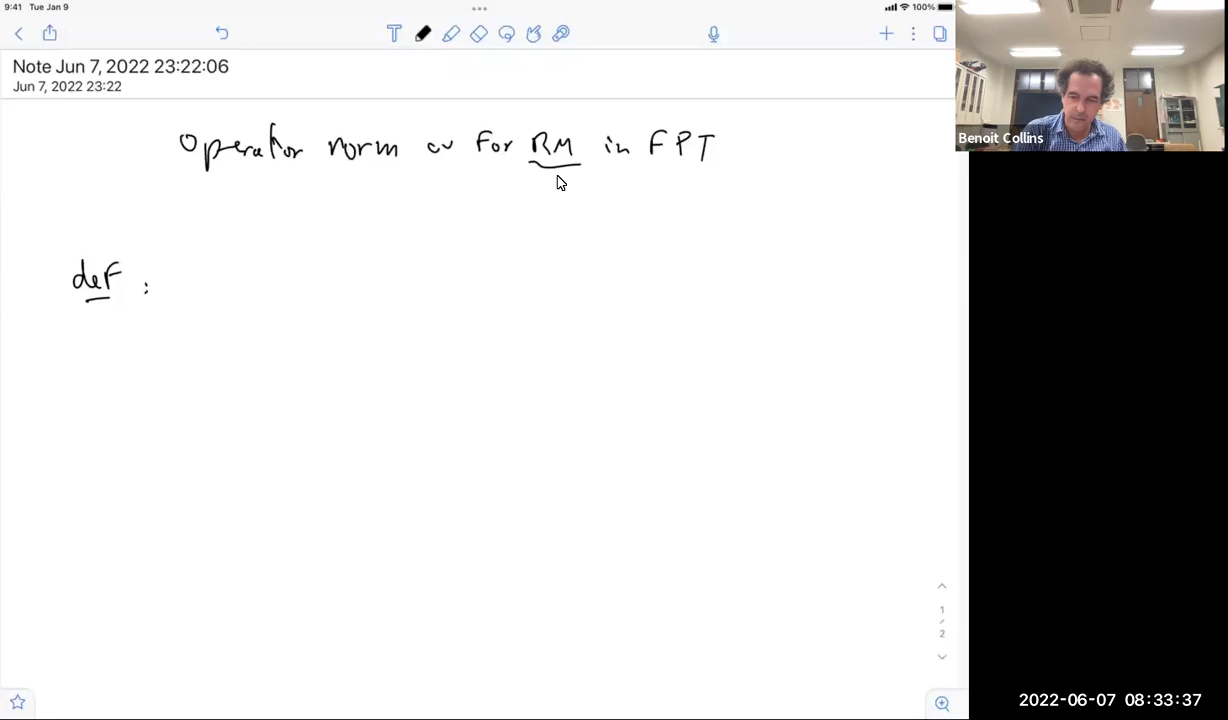 9:41 Tue Jan 9
100%
Note Jun 7, 2022 23:22:06
Jun 7, 2022 23:22
Operator norm cv for RM in FPT
def :
Benoit Collins
1
/
2
2022-06-07 08:33:37